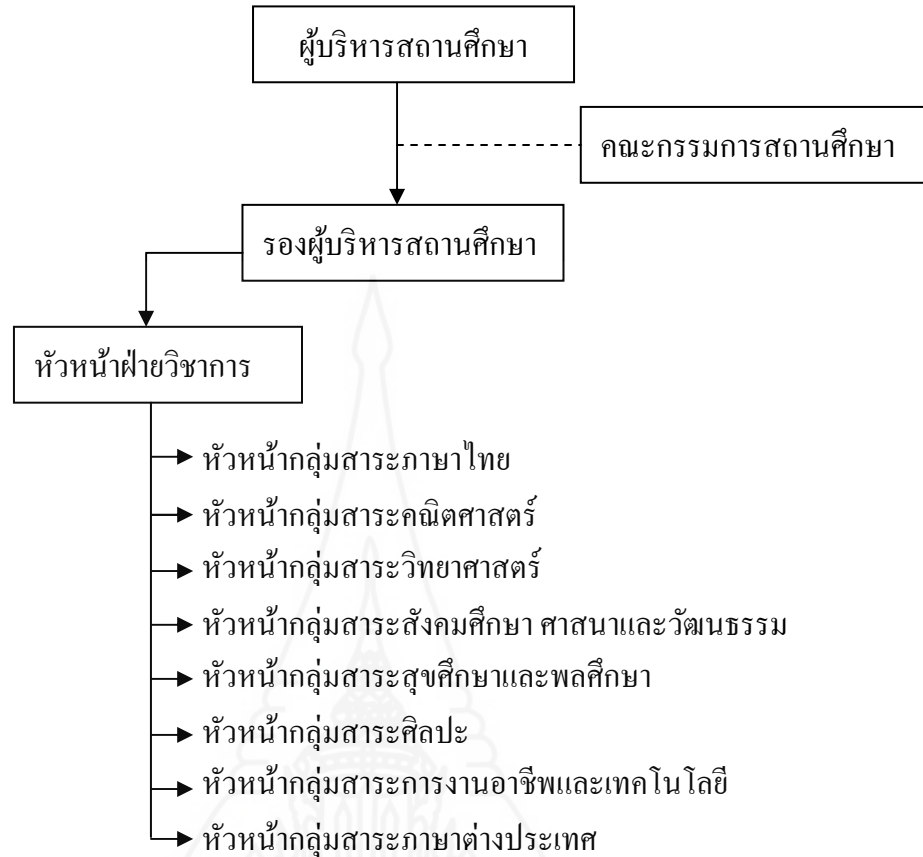 ผู้บริหารสถานศึกษา
คณะกรรมการสถานศึกษา
รองผู้บริหารสถานศึกษา
หัวหน้าฝ่ายวิชาการ
หัวหน้ากลุ่มสาระภาษาไทย
หัวหน้ากลุ่มสาระคณิตศาสตร์
หัวหน้ากลุ่มสาระวิทยาศาสตร์
หัวหน้ากลุ่มสาระสังคมศึกษา ศาสนาและวัฒนธรรม
หัวหน้ากลุ่มสาระสุขศึกษาและพลศึกษา
หัวหน้ากลุ่มสาระศิลปะ
หัวหน้ากลุ่มสาระการงานอาชีพและเทคโนโลยี
หัวหน้ากลุ่มสาระภาษาต่างประเทศ